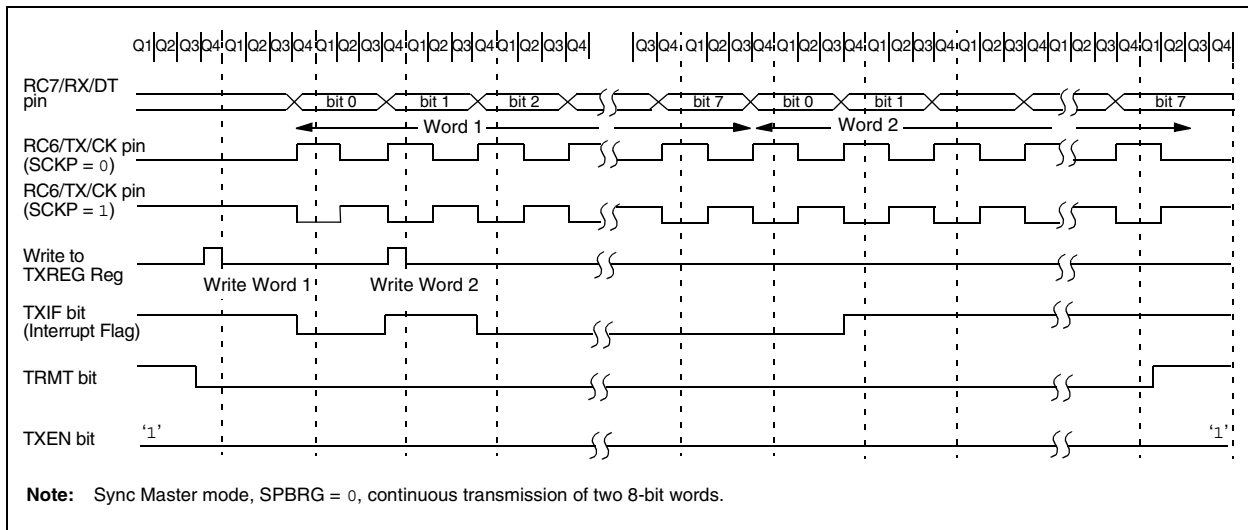 Q1 Q2 Q3 Q4 Q1 Q2 Q3 Q4 Q1 Q2 Q3 Q4 Q1 Q2 Q3 Q4 Q1 Q2 Q3 Q4 Q3 Q4 Q1 Q2 Q3 Q4 Q1 Q2 Q3 Q4 Q1 Q2 Q3 Q4 Q1 Q2 Q3 Q4 Q1 Q2 Q3 Q4 Q1 Q2 Q3 Q4
RC7/RX/DT
pin
bit 0 bit 1 bit 2 bit 7 bit 0 bit 1 bit 7
Word 1 Word 2
RC6/TX/CK pin
(SCKP = 0)
RC6/TX/CK pin
(SCKP = 1)
Write to
TXREG Reg
Write Word 1 Write Word 2
TXIF bit
(Interrupt Flag)
TRMT bit
TXEN bit
‘1’ ‘1’
Note: Sync Master mode, SPBRG = 0, continuous transmission of two 8-bit words.